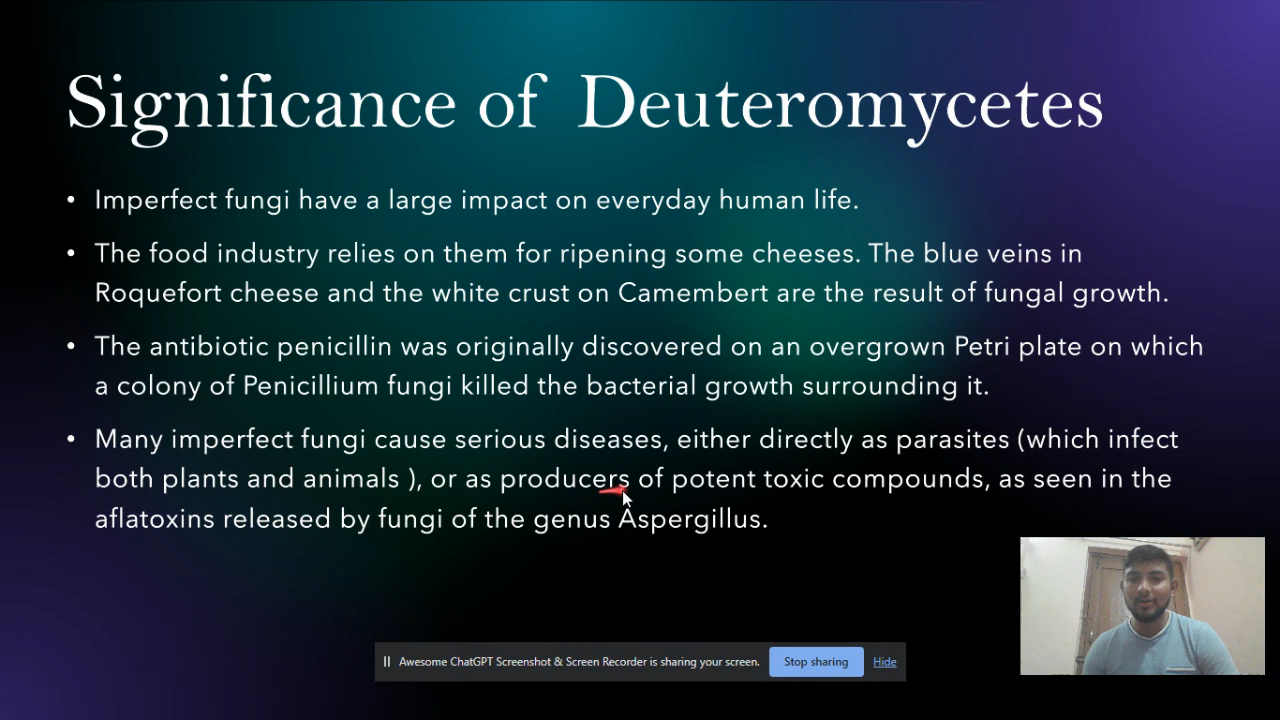 Significance of Deuteromycetes
• Imperfect fungi have a large impact on everyday human life.
• The food industry relies on them for ripening some cheeses. The blue veins in
Roquefort cheese and the white crust on Camembert are the result of fungal growth.
• The antibiotic penicillin was originally discovered on an overgrown Petri plate on which
a colony of Penicillium fungi killed the bacterial growth surrounding it.
• Many imperfect fungi cause serious diseases, either directly as parasites (which infect
both plants and animals ), or as producers of potent toxic compounds, as seen in the
aflatoxins released by fungi of the genus Aspergillus.
Awesome ChatGPT Screenshot & Screen Recorder is sharing your screen. Stop sharing Hide